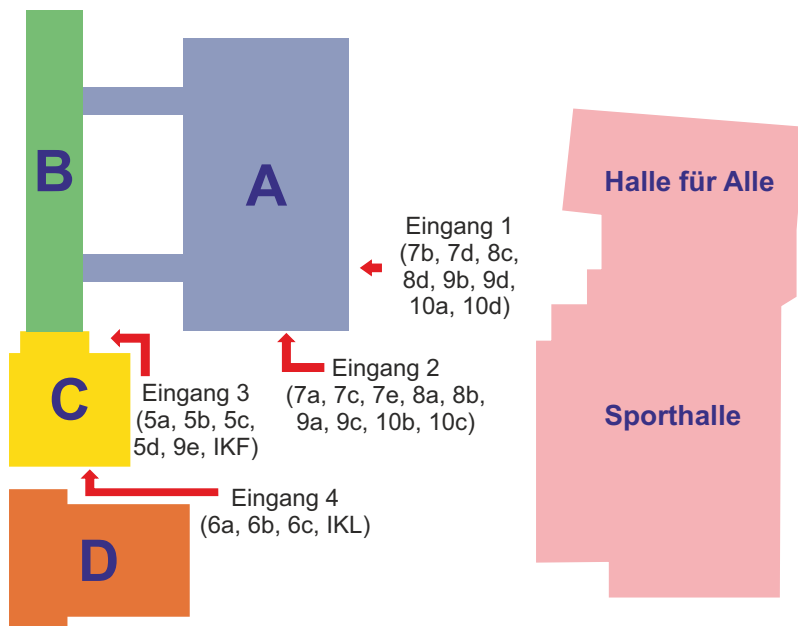 B
A
Halle für Alle
Eingang 1
(7b, 7d, 8c,
8d, 9b, 9d,
10a, 10d)
Eingang 2
(7a, 7c, 7e, 8a, 8b,
9a, 9c, 10b, 10c)
C
Eingang 3
(5a, 5b, 5c,
5d, 9e, IKF)
Sporthalle
Eingang 4
(6a, 6b, 6c, IKL)
D